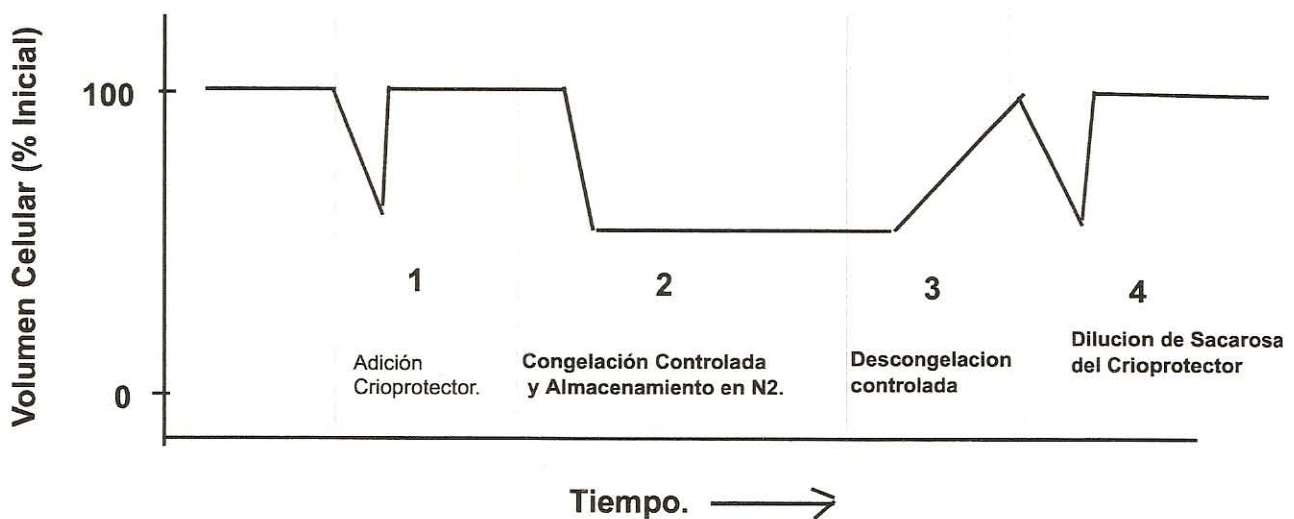 Volumen Celular (% Inicial)
100
0
1
2
3
4
Adición
Crioprotector.
Congelación Controlada
y Almacenamiento en N2.
Descongelacion
controlada
Dilucion de Sacarosa
del Crioprotector
Tiempo.